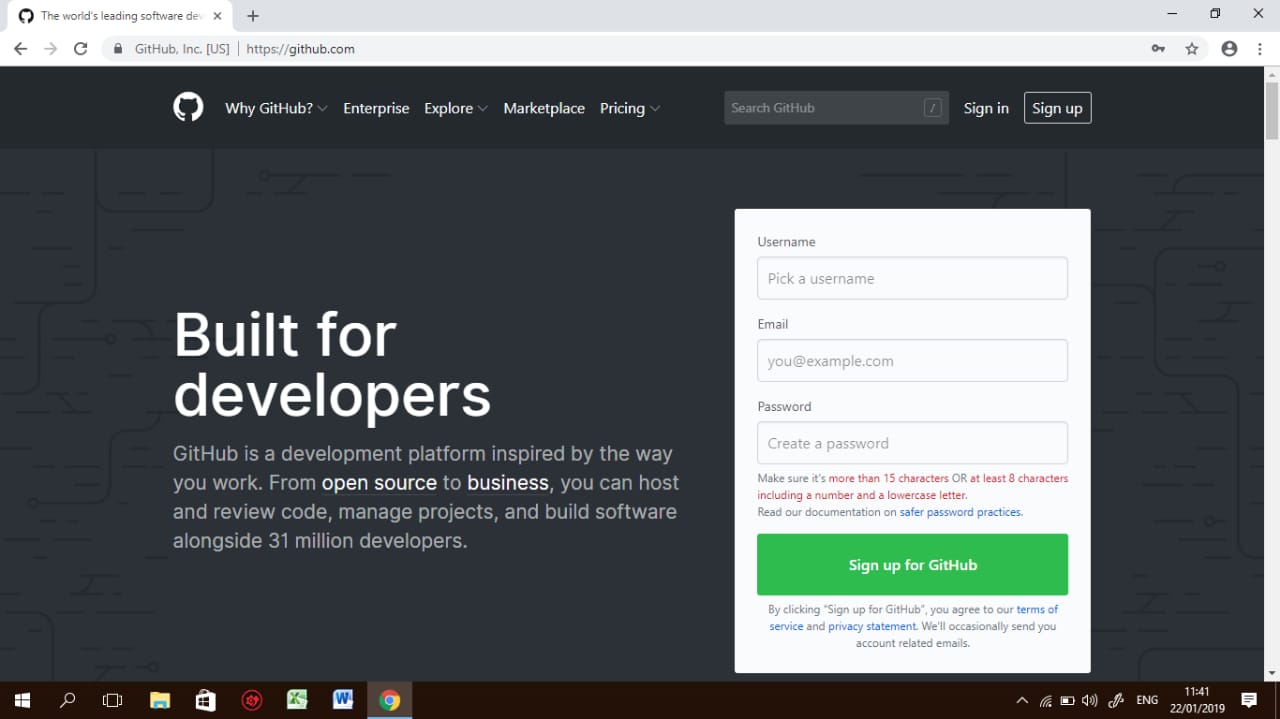 The world's leading software dev
GitHub, Inc. [US] | https://github.com
Why GitHub? Enterprise Explore Marketplace Pricing Search GitHub / Sign in Sign up
Built for
developers
GitHub is a development platform inspired by the way
you work. From open source to business, you can host
and review code, manage projects, and build software
alongside 31 million developers.
Username
Pick a username
Email
you@example.com
Password
Create a password
Make sure it's more than 15 characters OR at least 8 characters
including a number and a lowercase letter.
Read our documentation on safer password practices.
Sign up for GitHub
By clicking “Sign up for GitHub”, you agree to our terms of
service and privacy statement. We'll occasionally send you
account related emails.
ENG
11:41
22/01/2019